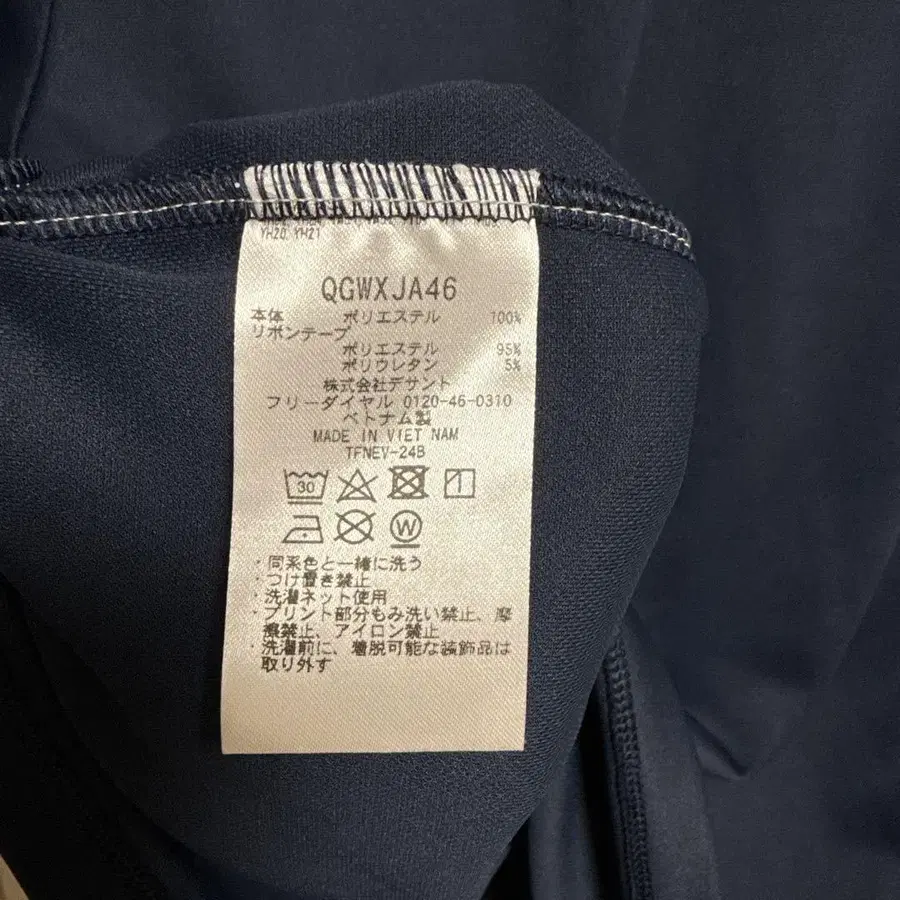 YH20, YH21
QGWXJA46
本体 ポリエステル 100%
リボンテープ
ポリエステル 95%
ポリウレタン 5%
株式会社デサント
フリーダイヤル 0120-46-0310
ベトナム製
MADE IN VIET NAM
TFNEV-24B
30 1
W
・同系色と一緒に洗う
・つけ置き禁止
・洗濯ネット使用
・プリント部分もみ洗い禁止、摩
擦禁止、アイロン禁止
・洗濯前に、着脱可能な装飾品は
取り外す